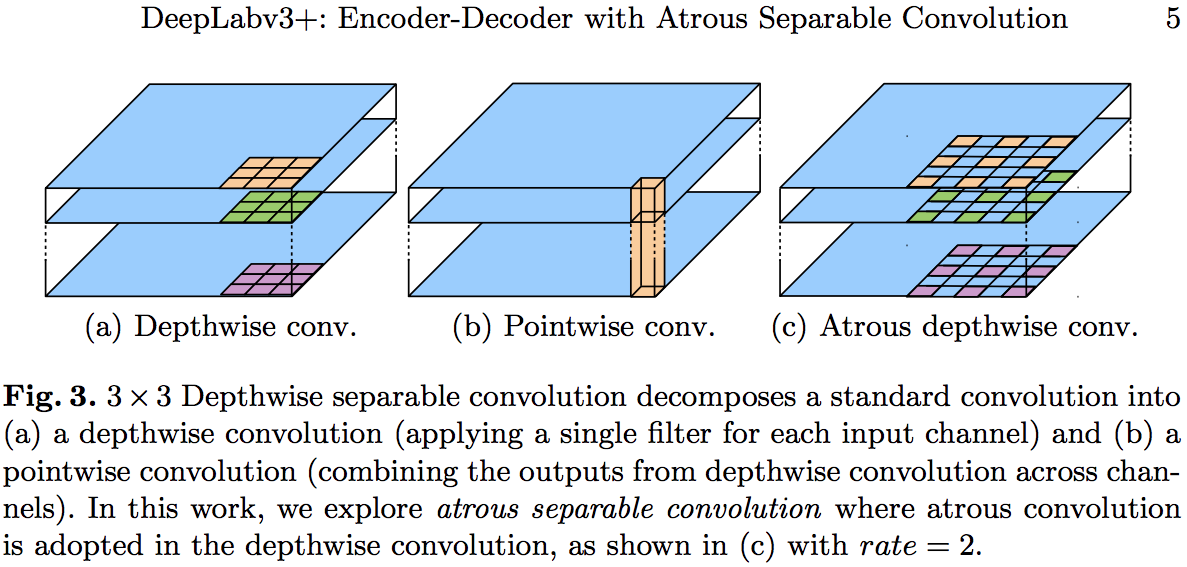 DeepLabv3+: Encoder-Decoder with Atrous Separable Convolution 5
(a) Depthwise conv. (b) Pointwise conv. (c) Atrous depthwise conv.
Fig. 3. 3 × 3 Depthwise separable convolution decomposes a standard convolution into
(a) a depthwise convolution (applying a single filter for each input channel) and (b) a
pointwise convolution (combining the outputs from depthwise convolution across chan-
nels). In this work, we explore atrous separable convolution where atrous convolution
is adopted in the depthwise convolution, as shown in (c) with rate = 2.